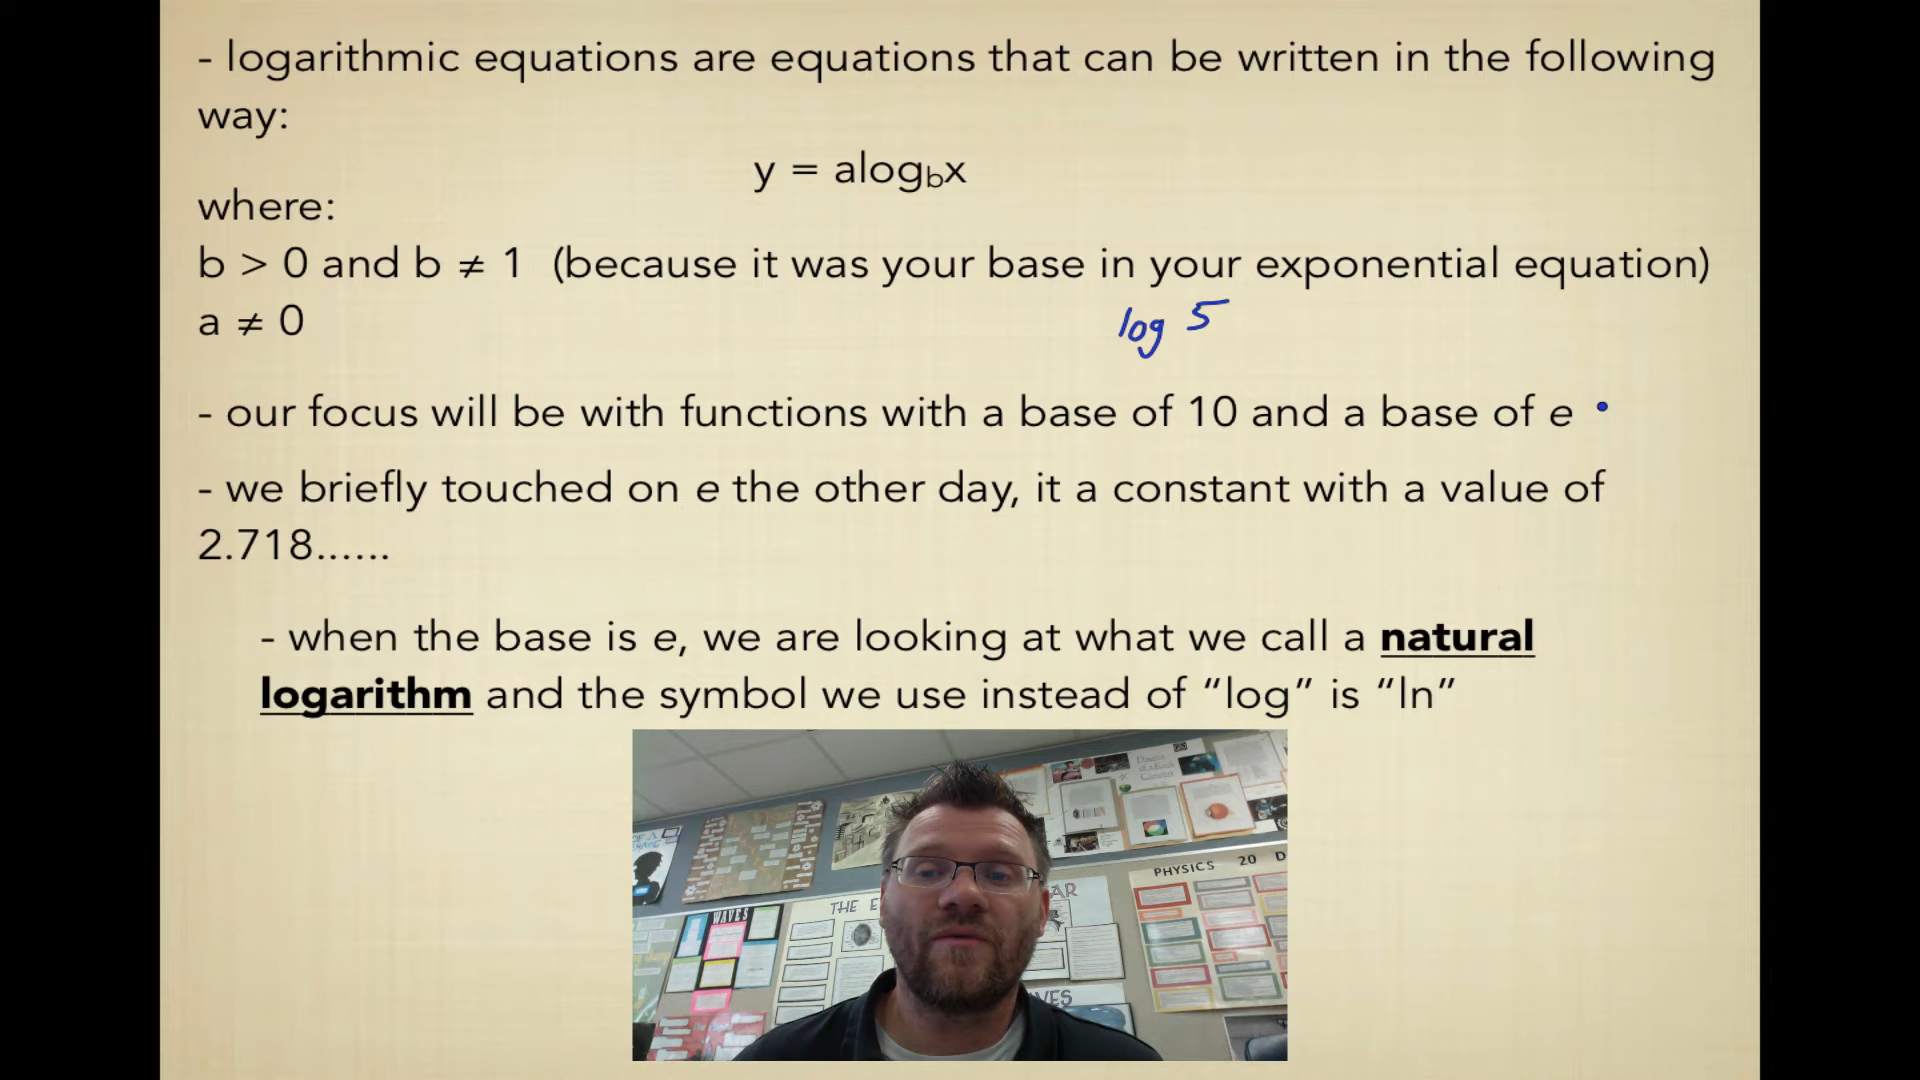 - logarithmic equations are equations that can be written in the following
way:
y = alogbx
where:
b > 0 and b ≠ 1 (because it was your base in your exponential equation)
a ≠ 0
log 5
- our focus will be with functions with a base of 10 and a base of e
- we briefly touched on e the other day, it a constant with a value of
2.718......
- when the base is e, we are looking at what we call a natural
logarithm and the symbol we use instead of “log” is “ln”
PHYSICS 20 D
THE E
AR
WAVES
VES